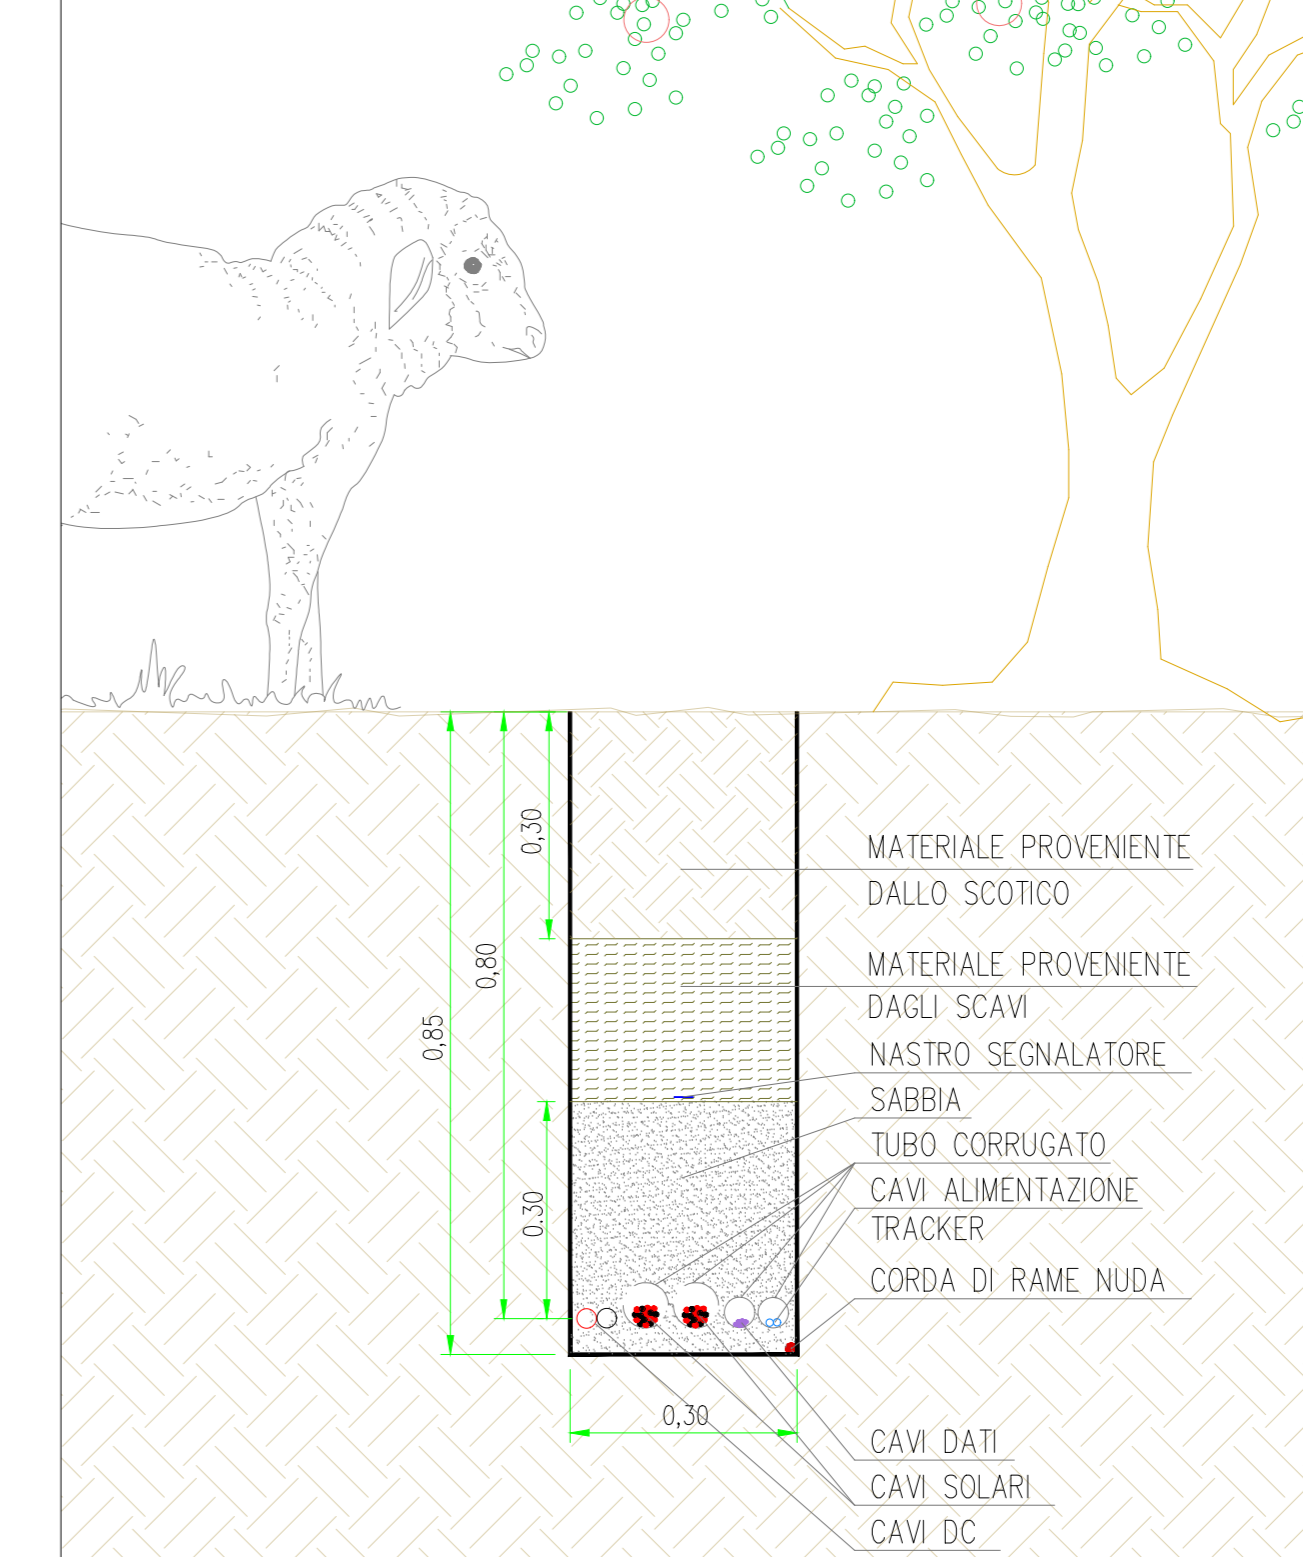 0,30
MATERIALE PROVENIENTE
DALLO SCOTICO
0,80
MATERIALE PROVENIENTE
DAGLI SCAVI
0,85
NASTRO SEGNALATORE
SABBIA
TUBO CORRUGATO
CAVI ALIMENTAZIONE
TRACKER
0.30
CORDA DI RAME NUDA
0,30
CAVI DATI
CAVI SOLARI
CAVI DC